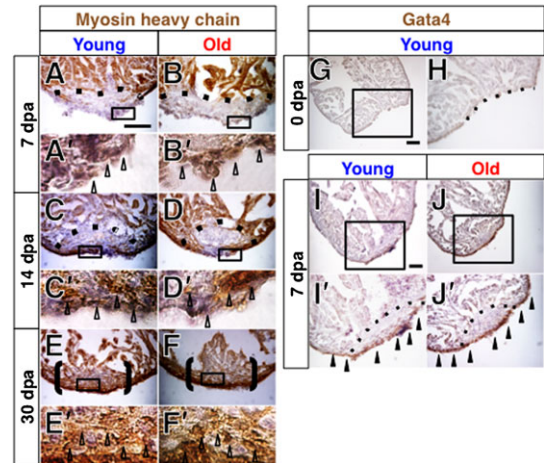 Myosin heavy chain
Gata4
Young
Old
Young
7 dpa
A
B
A'
B'
14 dpa
C
D
C'
D'
30 dpa
E
F
E'
F'
0 dpa
G
H
Young
Old
7 dpa
I
J
I'
J'